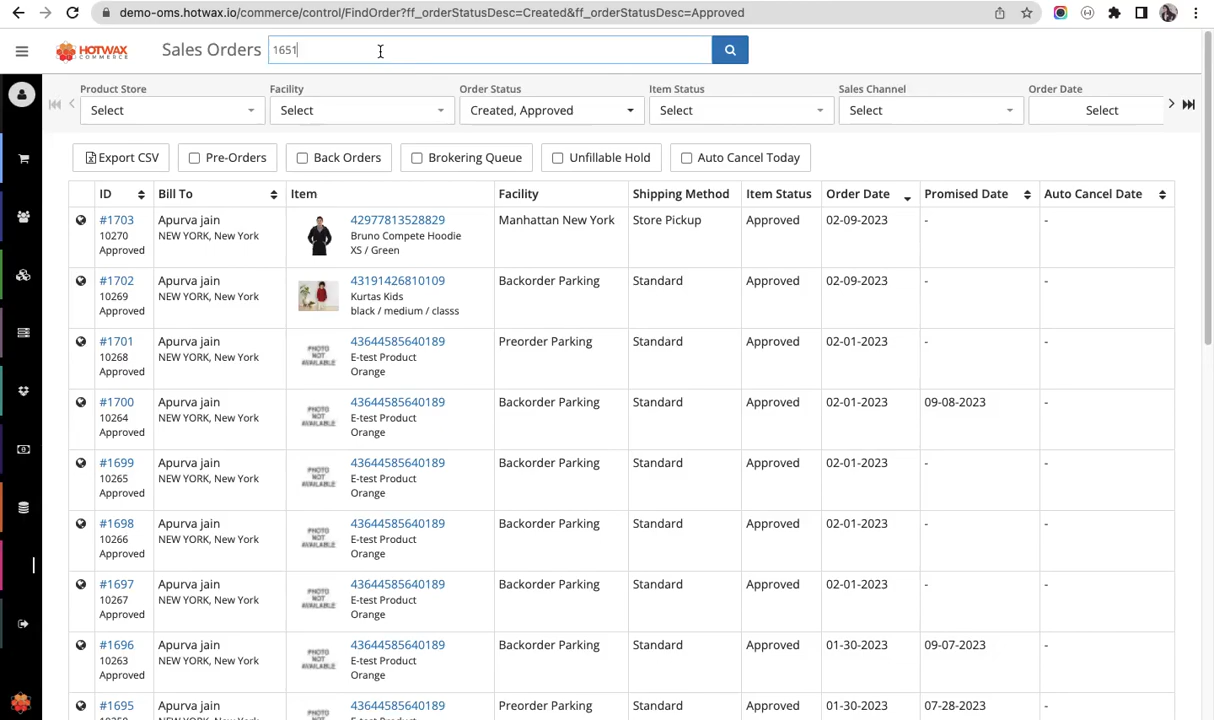 demo-oms.hotwax.io/commerce/control/FindOrder?ff_orderStatusDesc=Created&ff_orderStatusDesc=Approved
HOTWAX
COMMERCE
Sales Orders
1651
Product Store
Facility
Order Status
Item Status
Sales Channel
Order Date
Select
Select
Created, Approved
Select
Select
Select
Export CSV
Pre-Orders
Back Orders
Brokering Queue
Unfillable Hold
Auto Cancel Today
ID Bill To Item Facility Shipping Method Item Status Order Date Promised Date Auto Cancel Date
#1703 Apurva jain 42977813528829 Manhattan New York Store Pickup Approved 02-09-2023 - -
10270 NEW YORK, New York Bruno Compete Hoodie
Approved XS / Green
#1702 Apurva jain 43191426810109 Backorder Parking Standard Approved 02-09-2023 - -
10269 NEW YORK, New York Kurtas Kids
Approved black / medium / classs
#1701 Apurva jain PHOTO NOT AVAILABLE 43644585640189 Preorder Parking Standard Approved 02-01-2023 - -
10268 NEW YORK, New York E-test Product
Approved Orange
#1700 Apurva jain PHOTO NOT AVAILABLE 43644585640189 Backorder Parking Standard Approved 02-01-2023 09-08-2023 -
10264 NEW YORK, New York E-test Product
Approved Orange
#1699 Apurva jain PHOTO NOT AVAILABLE 43644585640189 Backorder Parking Standard Approved 02-01-2023 - -
10265 NEW YORK, New York E-test Product
Approved Orange
#1698 Apurva jain PHOTO NOT AVAILABLE 43644585640189 Backorder Parking Standard Approved 02-01-2023 - -
10266 NEW YORK, New York E-test Product
Approved Orange
#1697 Apurva jain PHOTO NOT AVAILABLE 43644585640189 Backorder Parking Standard Approved 02-01-2023 - -
10267 NEW YORK, New York E-test Product
Approved Orange
#1696 Apurva jain PHOTO NOT AVAILABLE 43644585640189 Backorder Parking Standard Approved 01-30-2023 09-07-2023 -
10263 NEW YORK, New York E-test Product
Approved Orange
#1695 Apurva jain PHOTO NOT 43644585640189 Preorder Parking Standard Approved 01-30-2023 07-28-2023 -